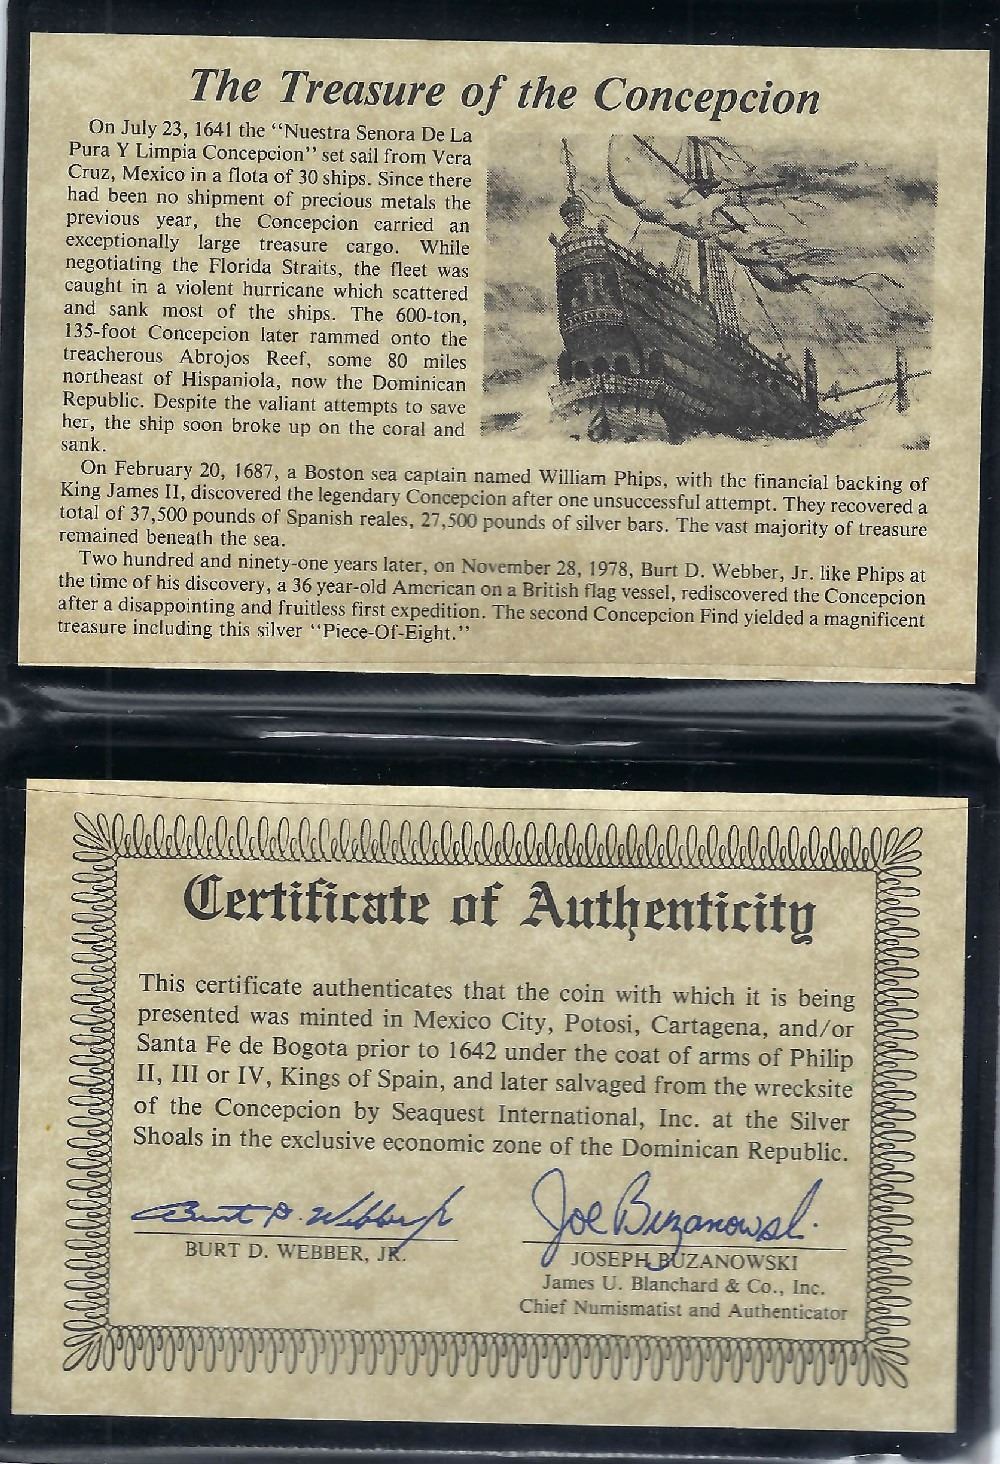 The Treasure of the Concepcion
On July 23, 1641 the "Nuestra Senora De La
Pura Y Limpia Concepcion" set sail from Vera
Cruz, Mexico in a flota of 30 ships. Since there
had been no shipment of precious metals the
previous year, the Concepcion carried an
exceptionally large treasure cargo. While
negotiating the Florida Straits, the fleet was
caught in a violent hurricane which scattered
and sank most of the ships. The 600-ton,
135-foot Concepcion later rammed onto the
treacherous Abrojos Reef, some 80 miles
northeast of Hispaniola, now the Dominican
Republic. Despite the valiant attempts to save
her, the ship soon broke up on the coral and
sank.
On February 20, 1687, a Boston sea captain named William Phips, with the financial backing of
King James II, discovered the legendary Concepcion after one unsuccessful attempt. They recovered a
total of 37,500 pounds of Spanish reales, 27,500 pounds of silver bars. The vast majority of treasure
remained beneath the sea.
Two hundred and ninety-one years later, on November 28, 1978, Burt D. Webber, Jr. like Phips at
the time of his discovery, a 36 year-old American on a British flag vessel, rediscovered the Concepcion
after a disappointing and fruitless first expedition. The second Concepcion Find yielded a magnificent
treasure including this silver "Piece-Of-Eight."
Certificate of Authenticity
This certificate authenticates that the coin with which it is being
presented was minted in Mexico City, Potosi, Cartagena, and/or
Santa Fe de Bogota prior to 1642 under the coat of arms of Philip
II, III or IV, Kings of Spain, and later salvaged from the wrecksite
of the Concepcion by Seaquest International, Inc. at the Silver
Shoals in the exclusive economic zone of the Dominican Republic.
Burt D. Webber Jr
BURT D. WEBBER, JR.
Joe Buzanowski
JOSEPH BUZANOWSKI
James U. Blanchard & Co., Inc.
Chief Numismatist and Authenticator